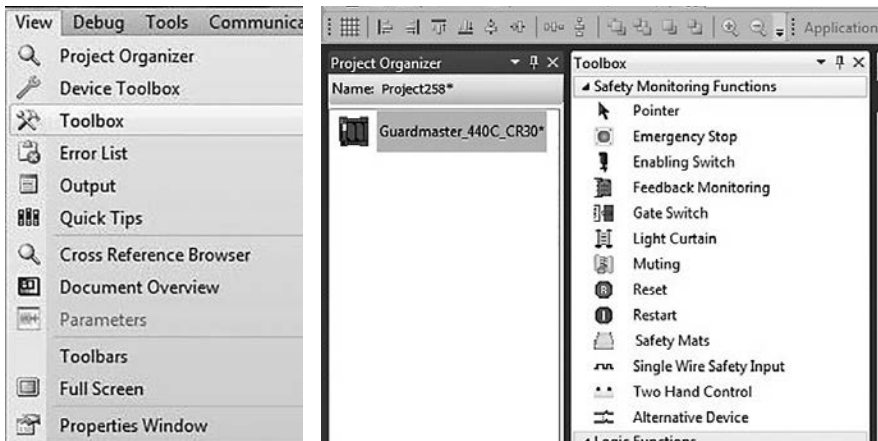 View Debug Tools Communica
Project Organizer
Device Toolbox
Toolbox
Error List
Output
Quick Tips
Cross Reference Browser
Document Overview
Parameters
Toolbars
Full Screen
Properties Window
Application
Project Organizer
Name: Project258*
Guardmaster_440C_CR30*
Toolbox
Safety Monitoring Functions
Pointer
Emergency Stop
Enabling Switch
Feedback Monitoring
Gate Switch
Light Curtain
Muting
Reset
Restart
Safety Mats
Single Wire Safety Input
Two Hand Control
Alternative Device
Logic Functions